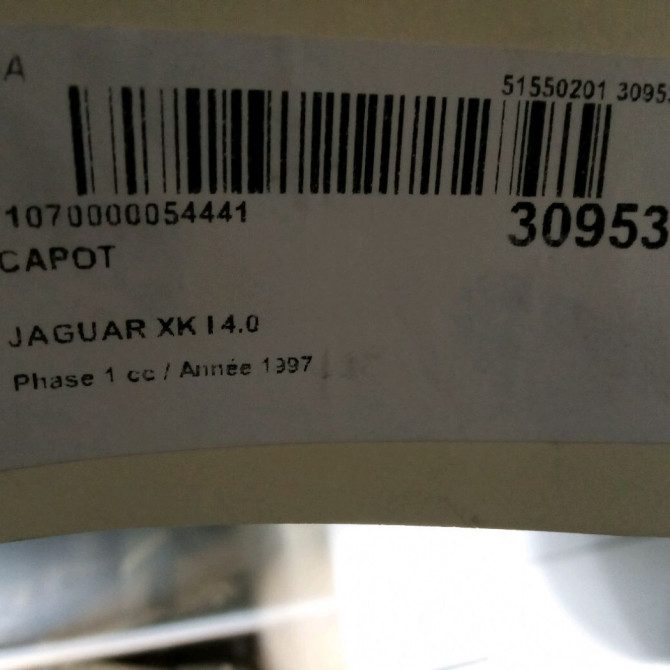 A
51550201 3095
1070000054441
30953
CAPOT
JAGUAR XK I 4.0
Phase 1 cc / Année 1997